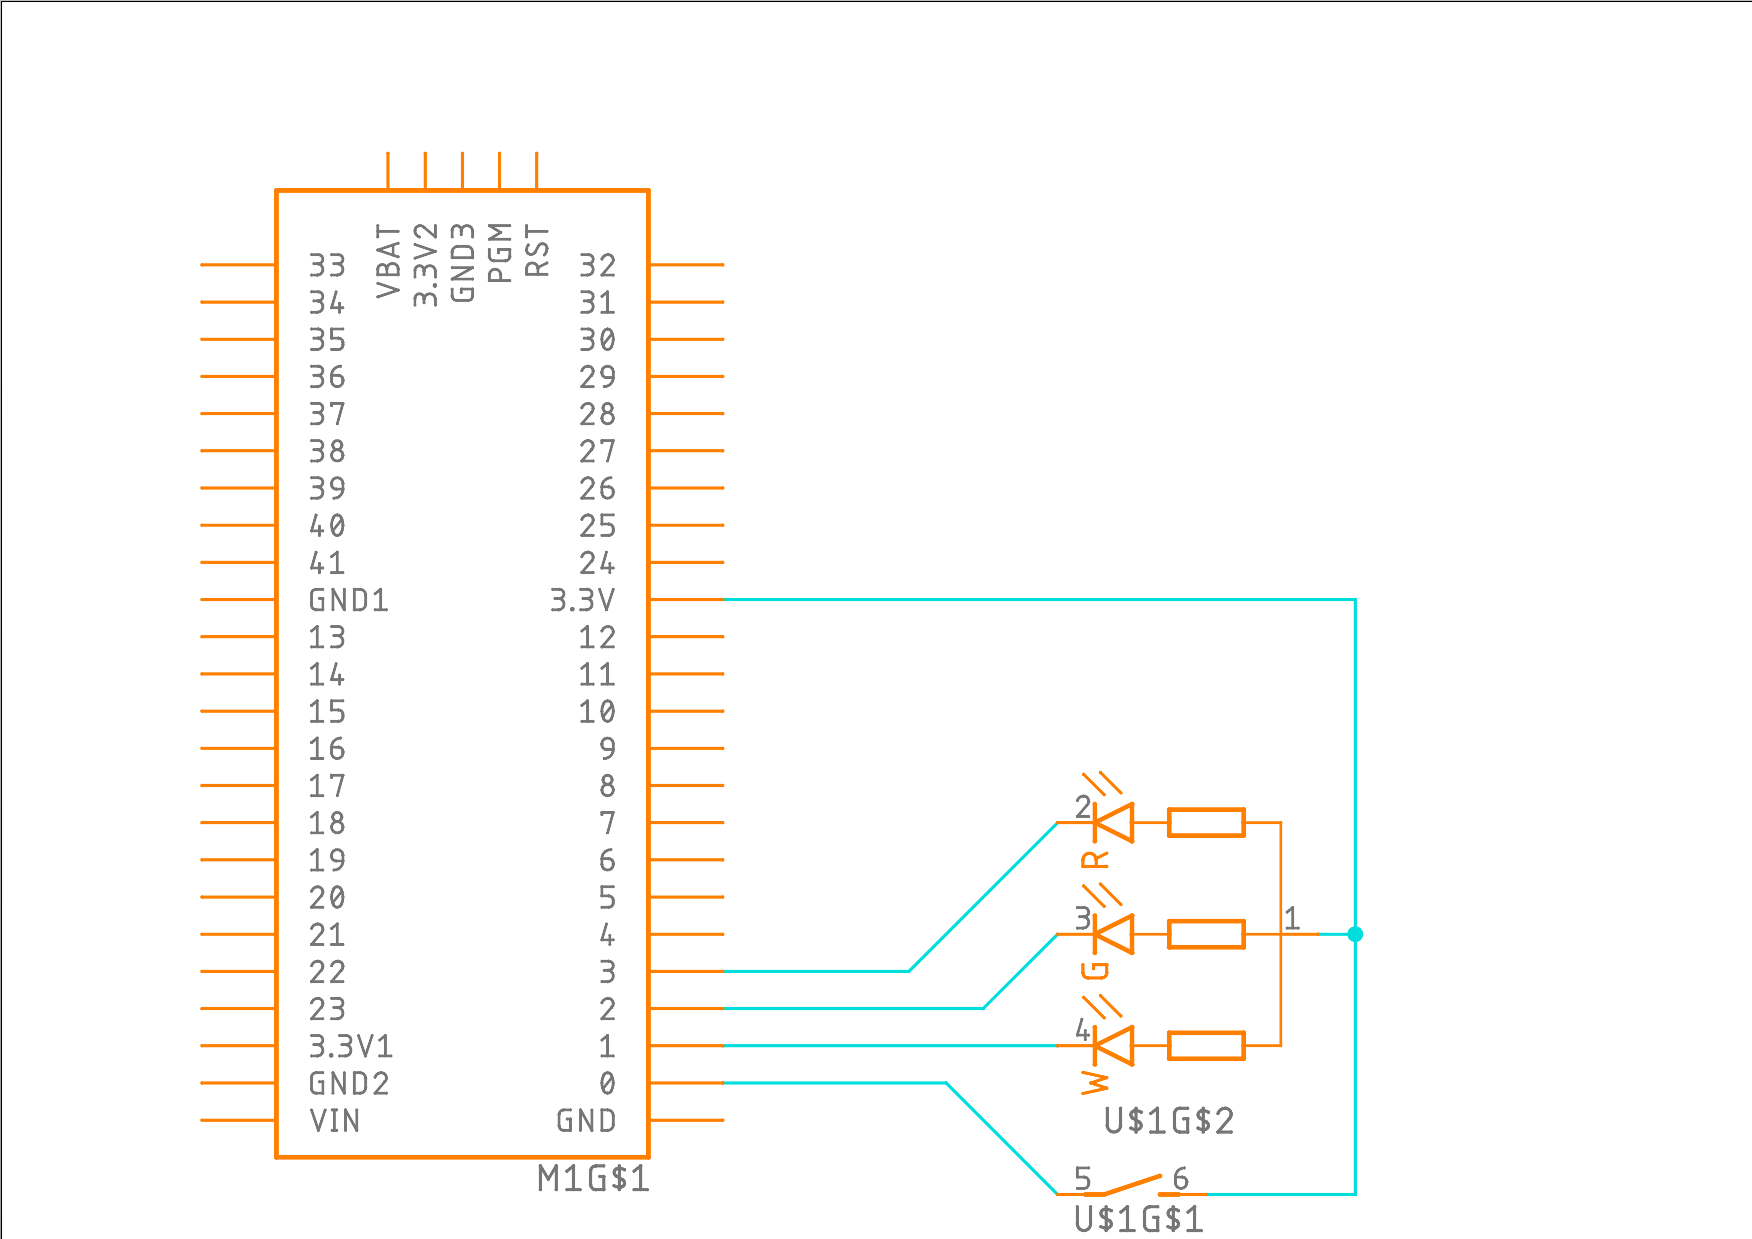 VBAT 3.3V2 GND3 PGM RST
33 32
34 31
35 30
36 29
37 28
38 27
39 26
40 25
41 24
GND1 3.3V
13 12
14 11
15 10
16 9
17 8
18 7
19 6
20 5
21 4
22 3
23 2
3.3V1 1
GND2 0
VIN GND
M1G$1
2
R
3 1
G
4
W
U$1G$2
5 6
U$1G$1